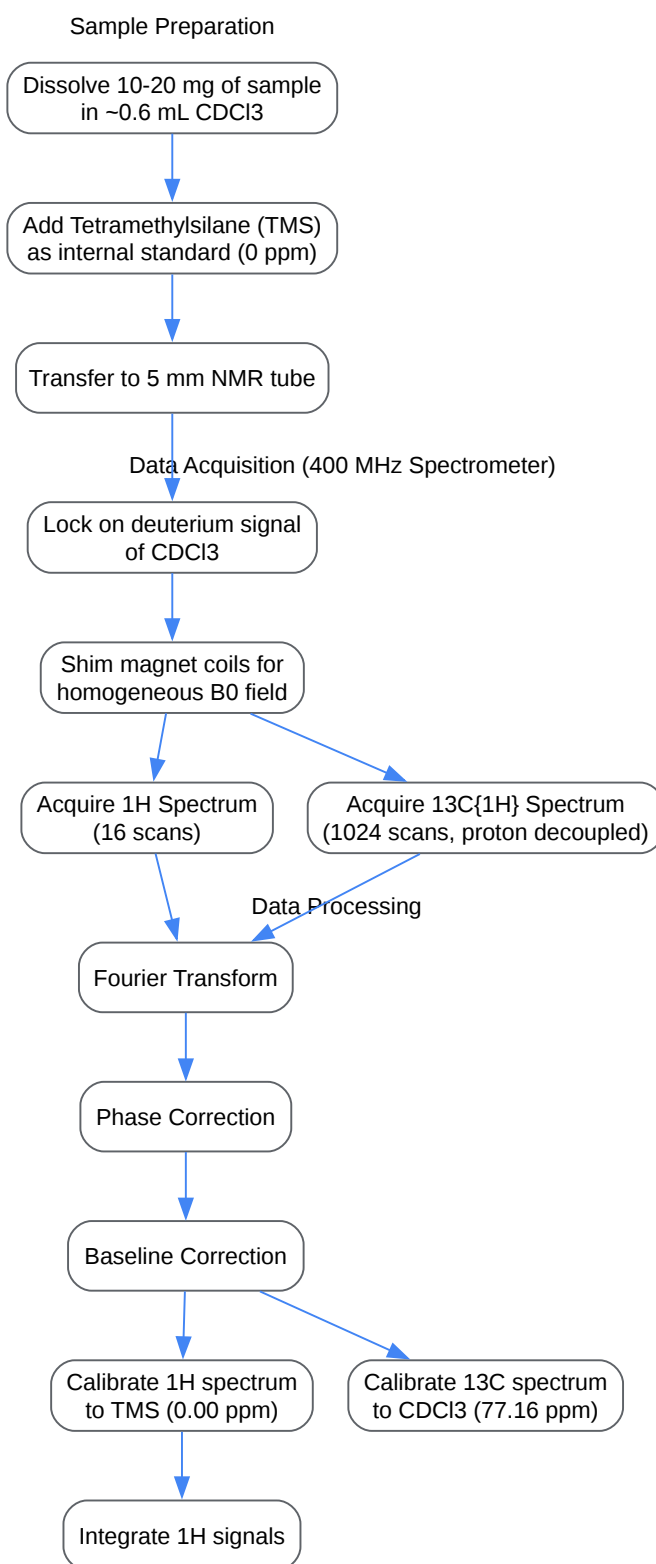 Sample Preparation
Dissolve 10-20 mg of sample
in ~0.6 mL CDCl3
Add Tetramethylsilane (TMS)
as internal standard (0 ppm)
Transfer to 5 mm NMR tube
Data Acquisition (400 MHz Spectrometer)
Lock on deuterium signal
of CDCl3
Shim magnet coils for
homogeneous B0 field
Acquire 1H Spectrum
(16 scans)
Acquire 13C{1H} Spectrum
(1024 scans, proton decoupled)
Data Processing
Fourier Transform
Phase Correction
Baseline Correction
Calibrate 1H spectrum
to TMS (0.00 ppm)
Calibrate 13C spectrum
to CDCl3 (77.16 ppm)
Integrate 1H signals